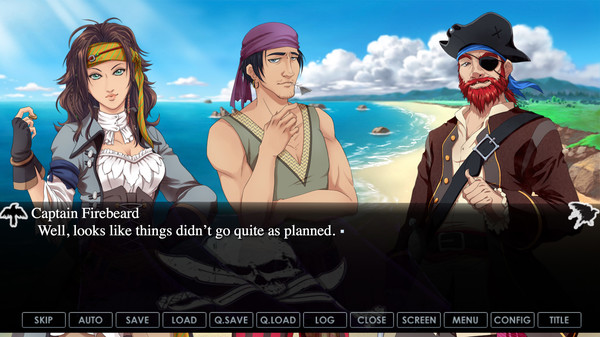 Captain Firebeard
Well, looks like things didn't go quite as planned.
SKIP AUTO SAVE LOAD Q.SAVE Q.LOAD LOG CLOSE SCREEN MENU CONFIG TITLE